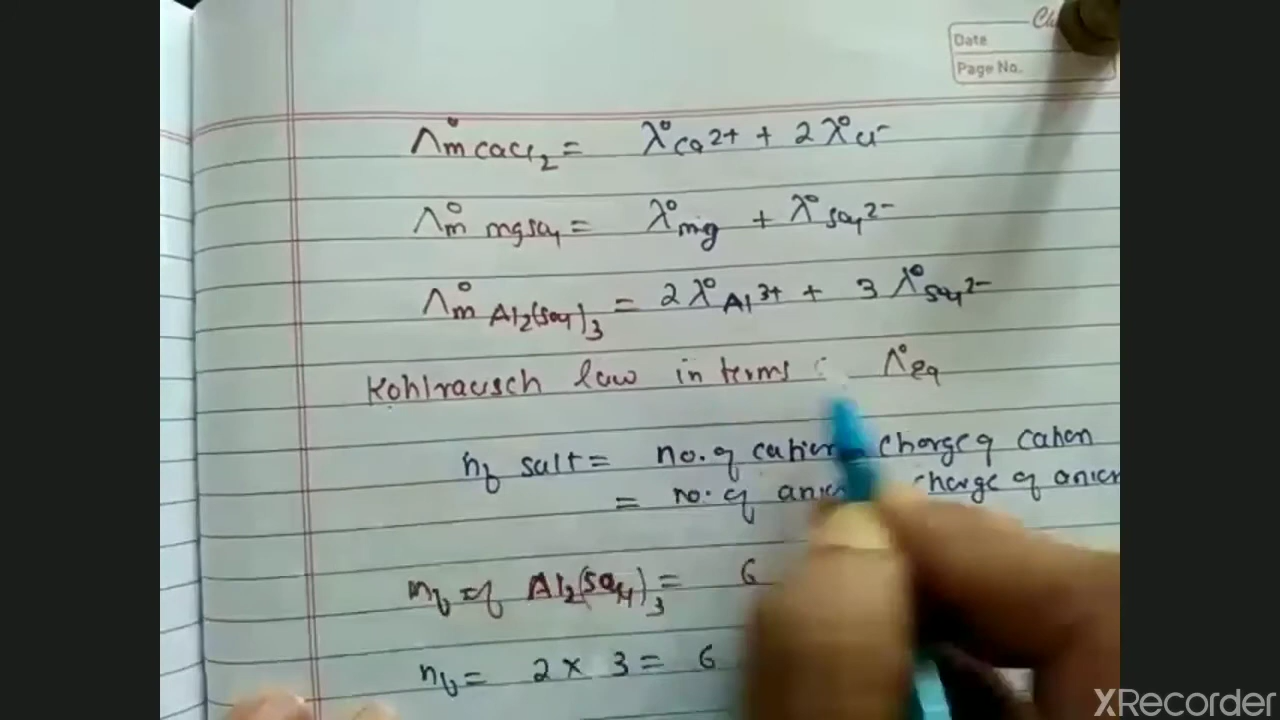 Date
Page No.
Λ°m CaCl2 = λ°Ca2+ + 2λ°Cl-
Λ°m MgSO4 = λ°mg + λ°SO4 2-
Λ°m Al2(SO4)3 = 2λ°Al3+ + 3λ°SO4 2-
Kohlrausch law in terms Λ°eq
nf salt = no. of cation charge of cation
= no. of charge of anion
nf of Al2(SO4)3 = 6
nf = 2 × 3 = 6
XRecorder